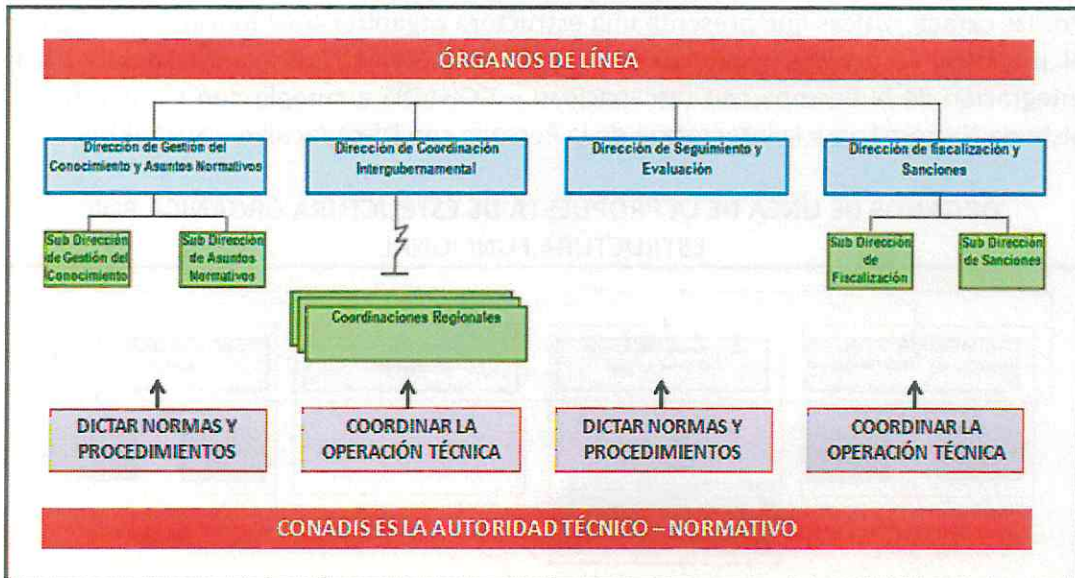 ÓRGANOS DE LÍNEA
Dirección de Gestión del
Conocimiento y Asuntos Normativos
Dirección de Coordinación
Intergubernamental
Dirección de Seguimiento y
Evaluación
Dirección de fiscalización y
Sanciones
Sub Dirección
de Gestión del
Conocimiento
Sub Dirección
de Asuntos
Normativos
Sub Dirección
de
Fiscalización
Sub Dirección
de Sanciones
Coordinaciones Regionales
DICTAR NORMAS Y
PROCEDIMIENTOS
COORDINAR LA
OPERACIÓN TÉCNICA
DICTAR NORMAS Y
PROCEDIMIENTOS
COORDINAR LA
OPERACIÓN TÉCNICA
CONADIS ES LA AUTORIDAD TÉCNICO – NORMATIVO